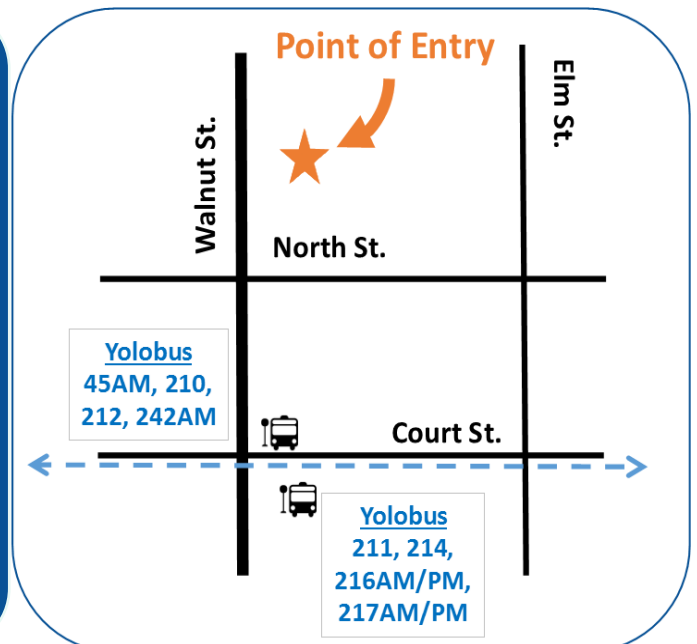 Point of Entry
Walnut St.
Elm St.
North St.
Yolobus
45AM, 210,
212, 242AM
Court St.
Yolobus
211, 214,
216AM/PM,
217AM/PM